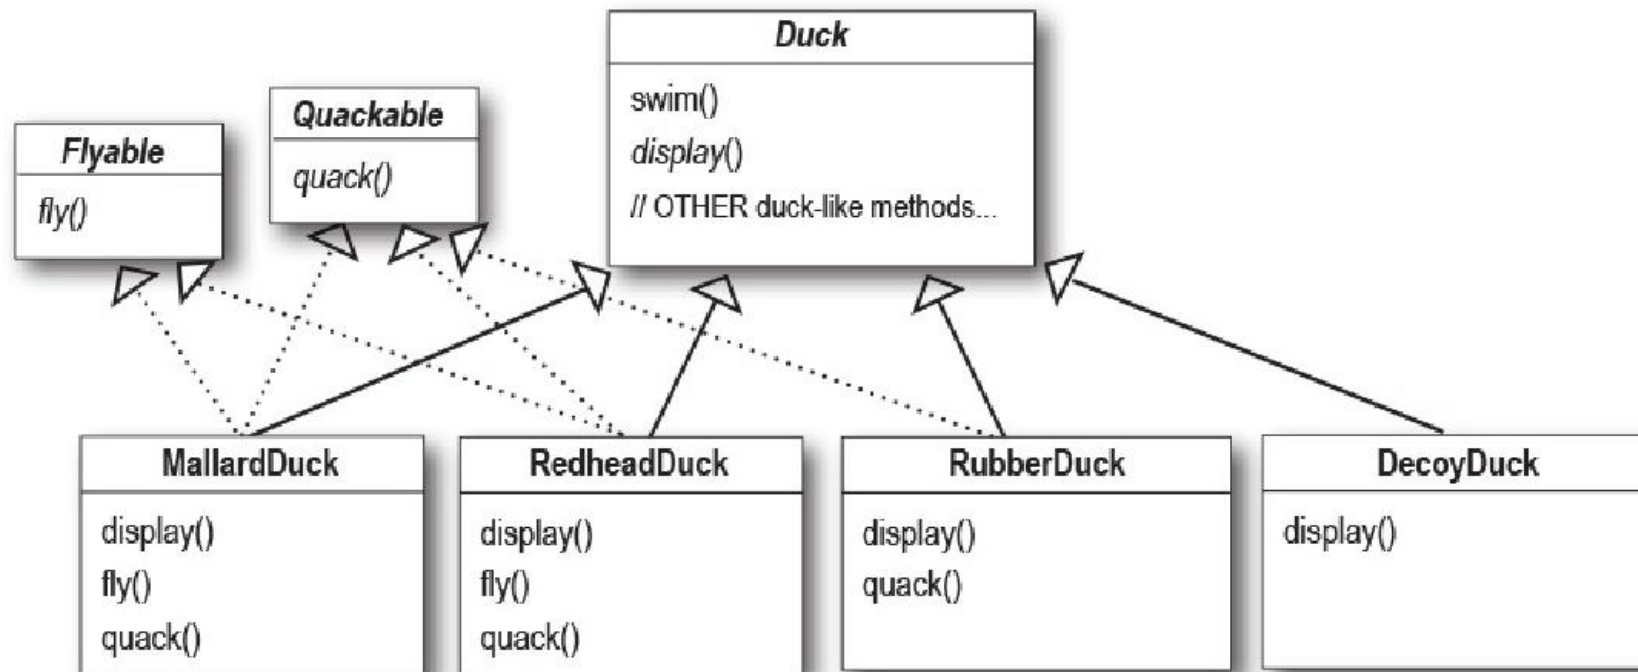 Duck
swim()
display()
// OTHER duck-like methods...
Quackable
quack()
Flyable
fly()
MallardDuck
display()
fly()
quack()
RedheadDuck
display()
fly()
quack()
RubberDuck
display()
quack()
DecoyDuck
display()